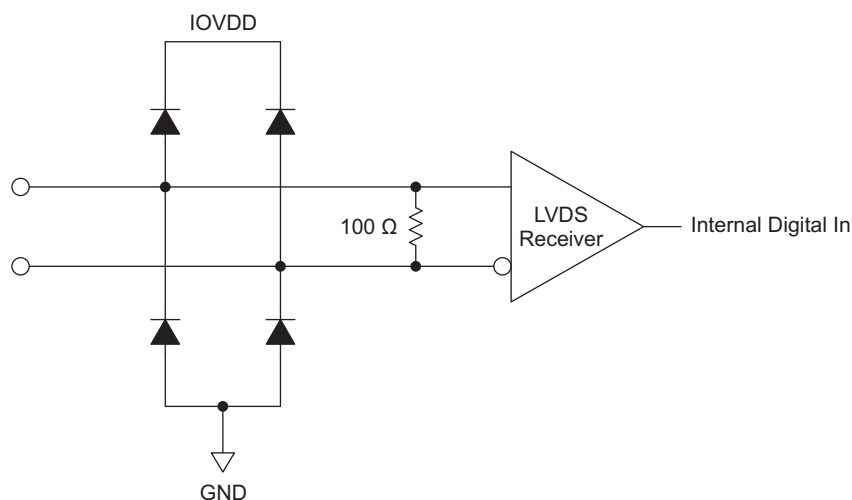 IOVDD
100 Ω
LVDS
Receiver
Internal Digital In
GND